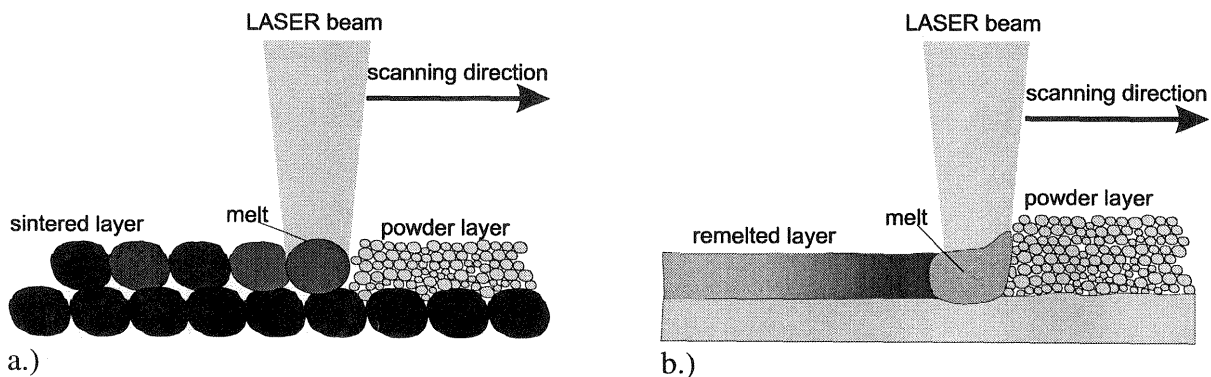 LASER beam
scanning direction
sintered layer
melt
powder layer
a.)
LASER beam
scanning direction
powder layer
melt
remelted layer
b.)